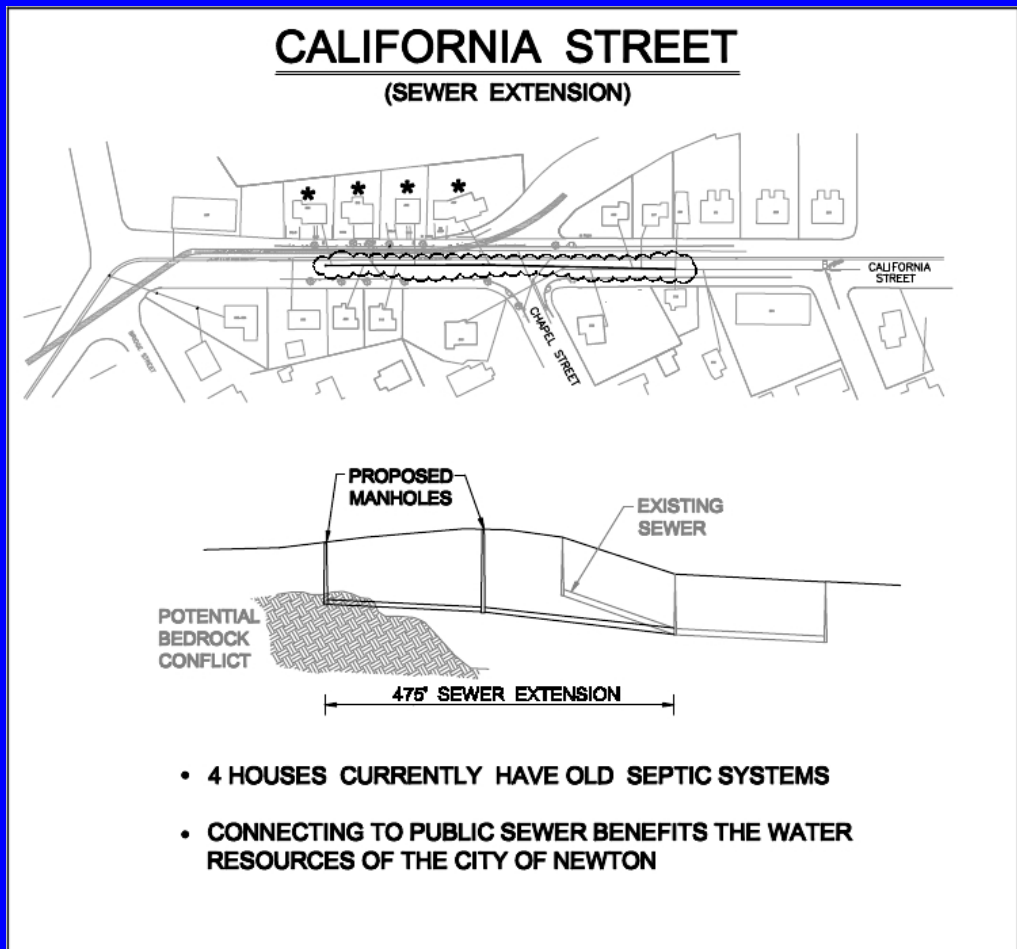 CALIFORNIA STREET
(SEWER EXTENSION)
* * * *
CALIFORNIA
STREET
CHAPEL STREET
BRIDGE STREET
PROPOSED
MANHOLES
EXISTING
SEWER
POTENTIAL
BEDROCK
CONFLICT
475' SEWER EXTENSION
• 4 HOUSES CURRENTLY HAVE OLD SEPTIC SYSTEMS
• CONNECTING TO PUBLIC SEWER BENEFITS THE WATER
RESOURCES OF THE CITY OF NEWTON